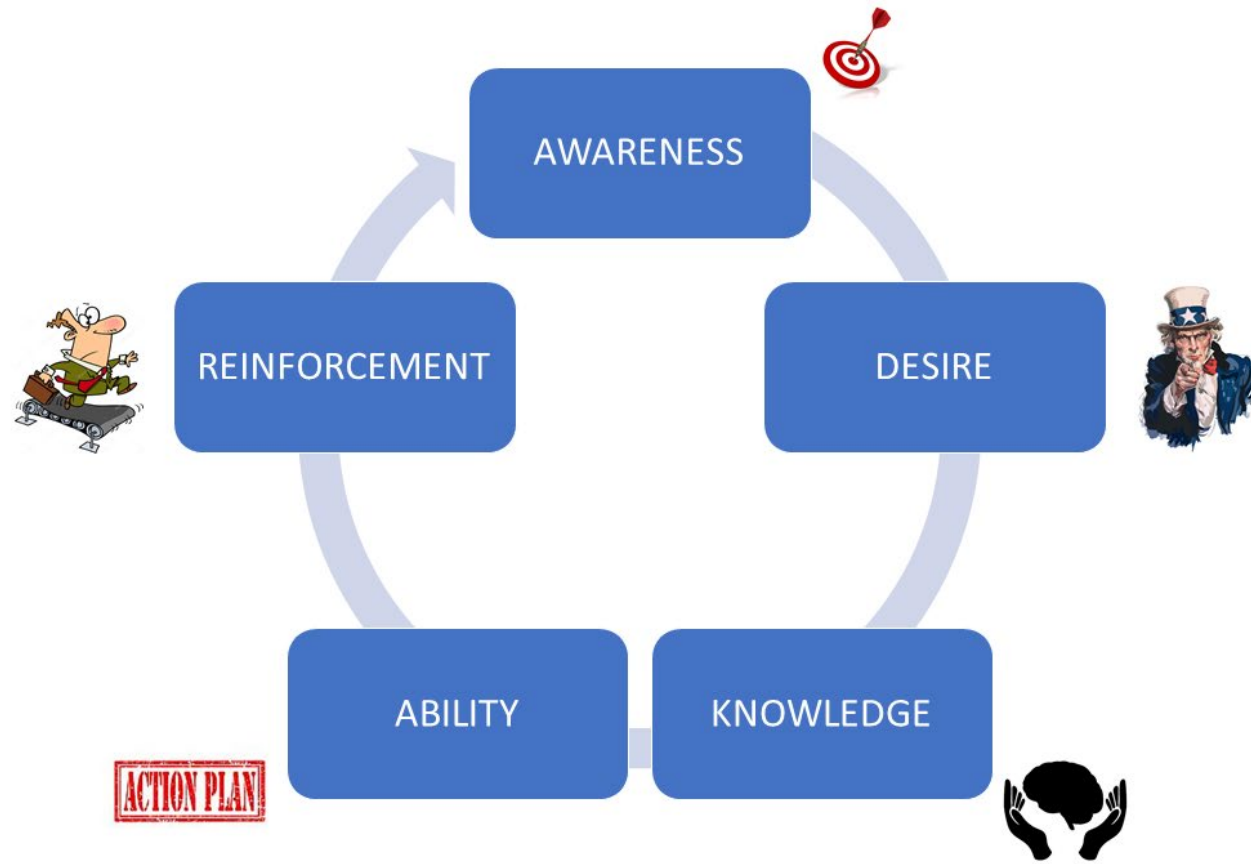 AWARENESS
DESIRE
KNOWLEDGE
ABILITY
REINFORCEMENT
ACTION PLAN